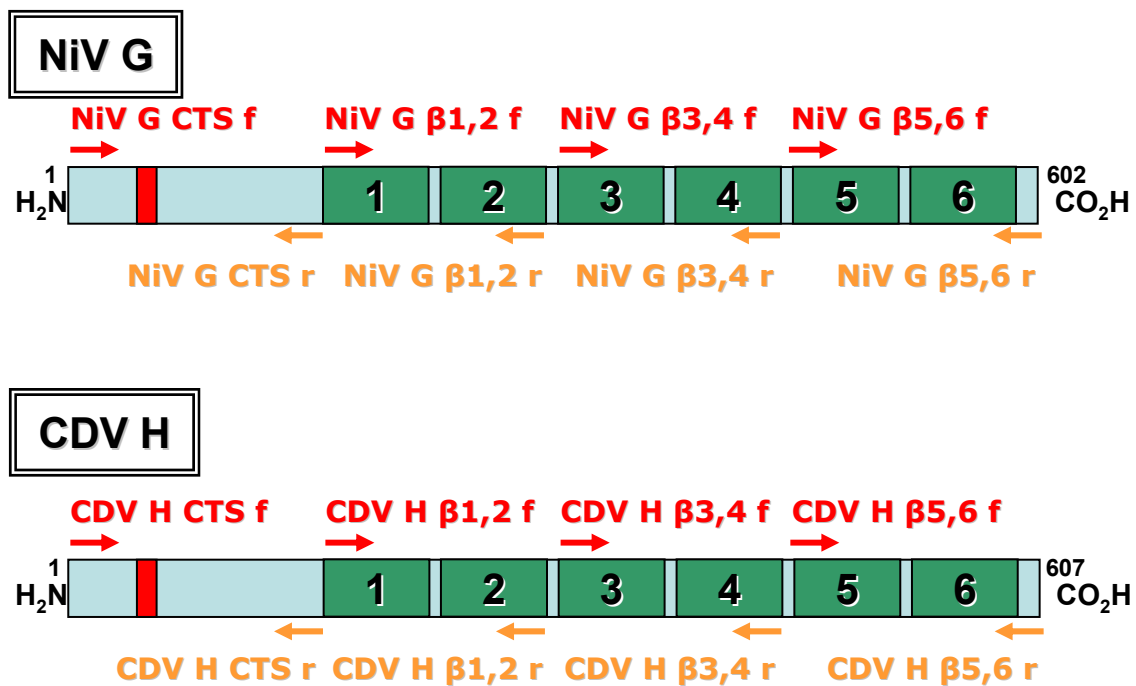 NiV G
NiV G CTS f NiV G β1,2 f NiV G β3,4 f NiV G β5,6 f
1 602
H₂N 1 2 3 4 5 6 CO₂H
NiV G CTS r NiV G β1,2 r NiV G β3,4 r NiV G β5,6 r
CDV H
CDV H CTS f CDV H β1,2 f CDV H β3,4 f CDV H β5,6 f
1 607
H₂N 1 2 3 4 5 6 CO₂H
CDV H CTS r CDV H β1,2 r CDV H β3,4 r CDV H β5,6 r